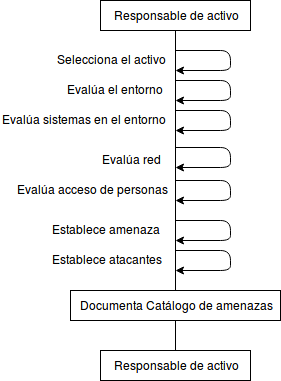 Responsable de activo
Selecciona el activo
Evalúa el entorno
Evalúa sistemas en el entorno
Evalúa red
Evalúa acceso de personas
Establece amenaza
Establece atacantes
Documenta Catálogo de amenazas
Responsable de activo